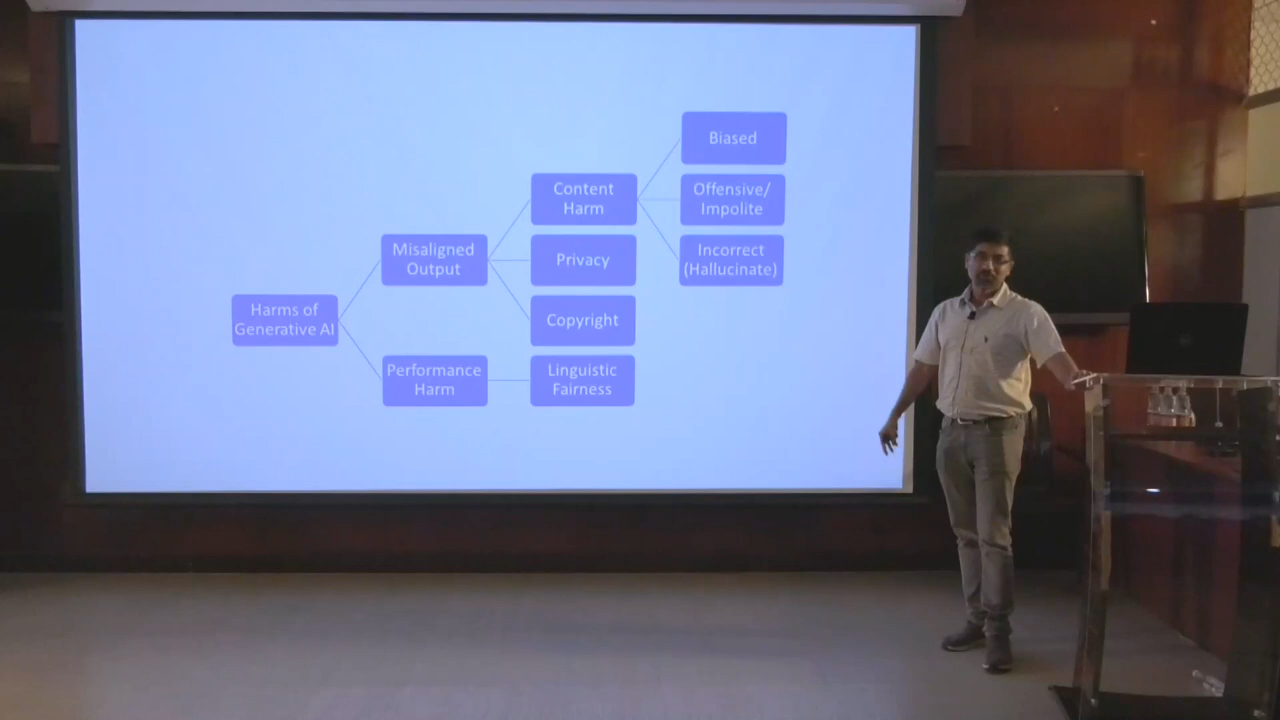 Harms of
Generative AI
Misaligned
Output
Performance
Harm
Content
Harm
Privacy
Copyright
Linguistic
Fairness
Biased
Offensive/
Impolite
Incorrect
(Hallucinate)